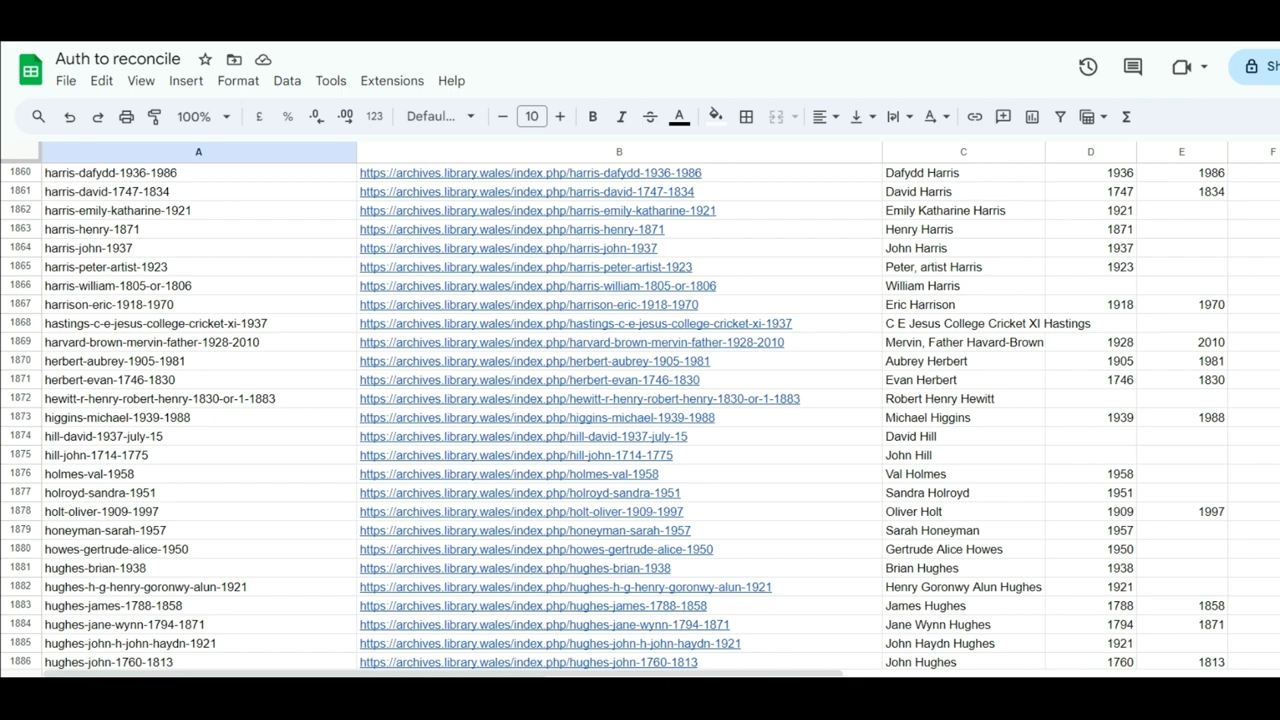 Auth to reconcile
File Edit View Insert Format Data Tools Extensions Help
Sh
100% £ % .0 .00 123 Defaul... − 10 + B I S A Σ
A B C D E F
1860 harris-dafydd-1936-1986 https://archives.library.wales/index.php/harris-dafydd-1936-1986 Dafydd Harris 1936 1986
1861 harris-david-1747-1834 https://archives.library.wales/index.php/harris-david-1747-1834 David Harris 1747 1834
1862 harris-emily-katharine-1921 https://archives.library.wales/index.php/harris-emily-katharine-1921 Emily Katharine Harris 1921
1863 harris-henry-1871 https://archives.library.wales/index.php/harris-henry-1871 Henry Harris 1871
1864 harris-john-1937 https://archives.library.wales/index.php/harris-john-1937 John Harris 1937
1865 harris-peter-artist-1923 https://archives.library.wales/index.php/harris-peter-artist-1923 Peter, artist Harris 1923
1866 harris-william-1805-or-1806 https://archives.library.wales/index.php/harris-william-1805-or-1806 William Harris
1867 harrison-eric-1918-1970 https://archives.library.wales/index.php/harrison-eric-1918-1970 Eric Harrison 1918 1970
1868 hastings-c-e-jesus-college-cricket-xi-1937 https://archives.library.wales/index.php/hastings-c-e-jesus-college-cricket-xi-1937 C E Jesus College Cricket XI Hastings
1869 harvard-brown-mervin-father-1928-2010 https://archives.library.wales/index.php/harvard-brown-mervin-father-1928-2010 Mervin, Father Havard-Brown 1928 2010
1870 herbert-aubrey-1905-1981 https://archives.library.wales/index.php/herbert-aubrey-1905-1981 Aubrey Herbert 1905 1981
1871 herbert-evan-1746-1830 https://archives.library.wales/index.php/herbert-evan-1746-1830 Evan Herbert 1746 1830
1872 hewitt-r-henry-robert-henry-1830-or-1-1883 https://archives.library.wales/index.php/hewitt-r-henry-robert-henry-1830-or-1-1883 Robert Henry Hewitt
1873 higgins-michael-1939-1988 https://archives.library.wales/index.php/higgins-michael-1939-1988 Michael Higgins 1939 1988
1874 hill-david-1937-july-15 https://archives.library.wales/index.php/hill-david-1937-july-15 David Hill
1875 hill-john-1714-1775 https://archives.library.wales/index.php/hill-john-1714-1775 John Hill
1876 holmes-val-1958 https://archives.library.wales/index.php/holmes-val-1958 Val Holmes 1958
1877 holroyd-sandra-1951 https://archives.library.wales/index.php/holroyd-sandra-1951 Sandra Holroyd 1951
1878 holt-oliver-1909-1997 https://archives.library.wales/index.php/holt-oliver-1909-1997 Oliver Holt 1909 1997
1879 honeyman-sarah-1957 https://archives.library.wales/index.php/honeyman-sarah-1957 Sarah Honeyman 1957
1880 howes-gertrude-alice-1950 https://archives.library.wales/index.php/howes-gertrude-alice-1950 Gertrude Alice Howes 1950
1881 hughes-brian-1938 https://archives.library.wales/index.php/hughes-brian-1938 Brian Hughes 1938
1882 hughes-h-g-henry-goronwy-alun-1921 https://archives.library.wales/index.php/hughes-h-g-henry-goronwy-alun-1921 Henry Goronwy Alun Hughes 1921
1883 hughes-james-1788-1858 https://archives.library.wales/index.php/hughes-james-1788-1858 James Hughes 1788 1858
1884 hughes-jane-wynn-1794-1871 https://archives.library.wales/index.php/hughes-jane-wynn-1794-1871 Jane Wynn Hughes 1794 1871
1885 hughes-john-h-john-haydn-1921 https://archives.library.wales/index.php/hughes-john-h-john-haydn-1921 John Haydn Hughes 1921
1886 hughes-john-1760-1813 https://archives.library.wales/index.php/hughes-john-1760-1813 John Hughes 1760 1813